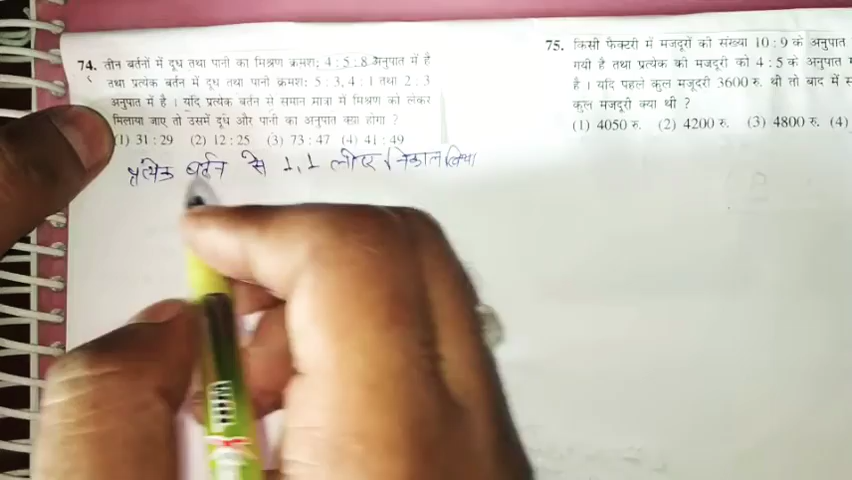 74. तीन बर्तनों में दूध तथा पानी का मिश्रण क्रमश: 4 : 5 : 8 अनुपात में है
तथा प्रत्येक बर्तन में दूध तथा पानी क्रमश: 5 : 3, 4 : 1 तथा 2 : 3
अनुपात में है । यदि प्रत्येक बर्तन से समान मात्रा में मिश्रण को लेकर
मिलाया जाए तो उसमें दूध और पानी का अनुपात क्या होगा ?
(1) 31 : 29 (2) 12 : 25 (3) 73 : 47 (4) 41 : 49
प्रत्येक बर्तन से 1, 1 लीटर निकाल लिया
75. किसी फैक्टरी में मजदूरों की संख्या 10 : 9 के अनुपात
गयी है तथा प्रत्येक की मजदूरी को 4 : 5 के अनुपात
है । यदि पहले कुल मजूदरी 3600 रु. थी तो बाद में
कुल मजदूरी क्या थी ?
(1) 4050 रु. (2) 4200 रु. (3) 4800 रु. (4)